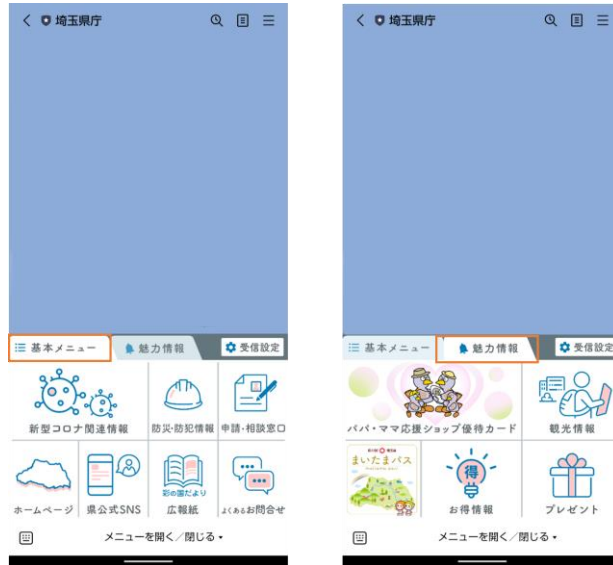 埼玉県庁
基本メニュー
魅力情報
受信設定
新型コロナ関連情報
防災・防犯情報
申請・相談窓口
ホームページ
県公式SNS
彩の国だより
広報紙
よくあるお問合せ
メニューを開く／閉じる
埼玉県庁
基本メニュー
魅力情報
受信設定
パパ・ママ応援ショップ優待カード
観光情報
まいたまパス
得
お得情報
プレゼント
メニューを開く／閉じる